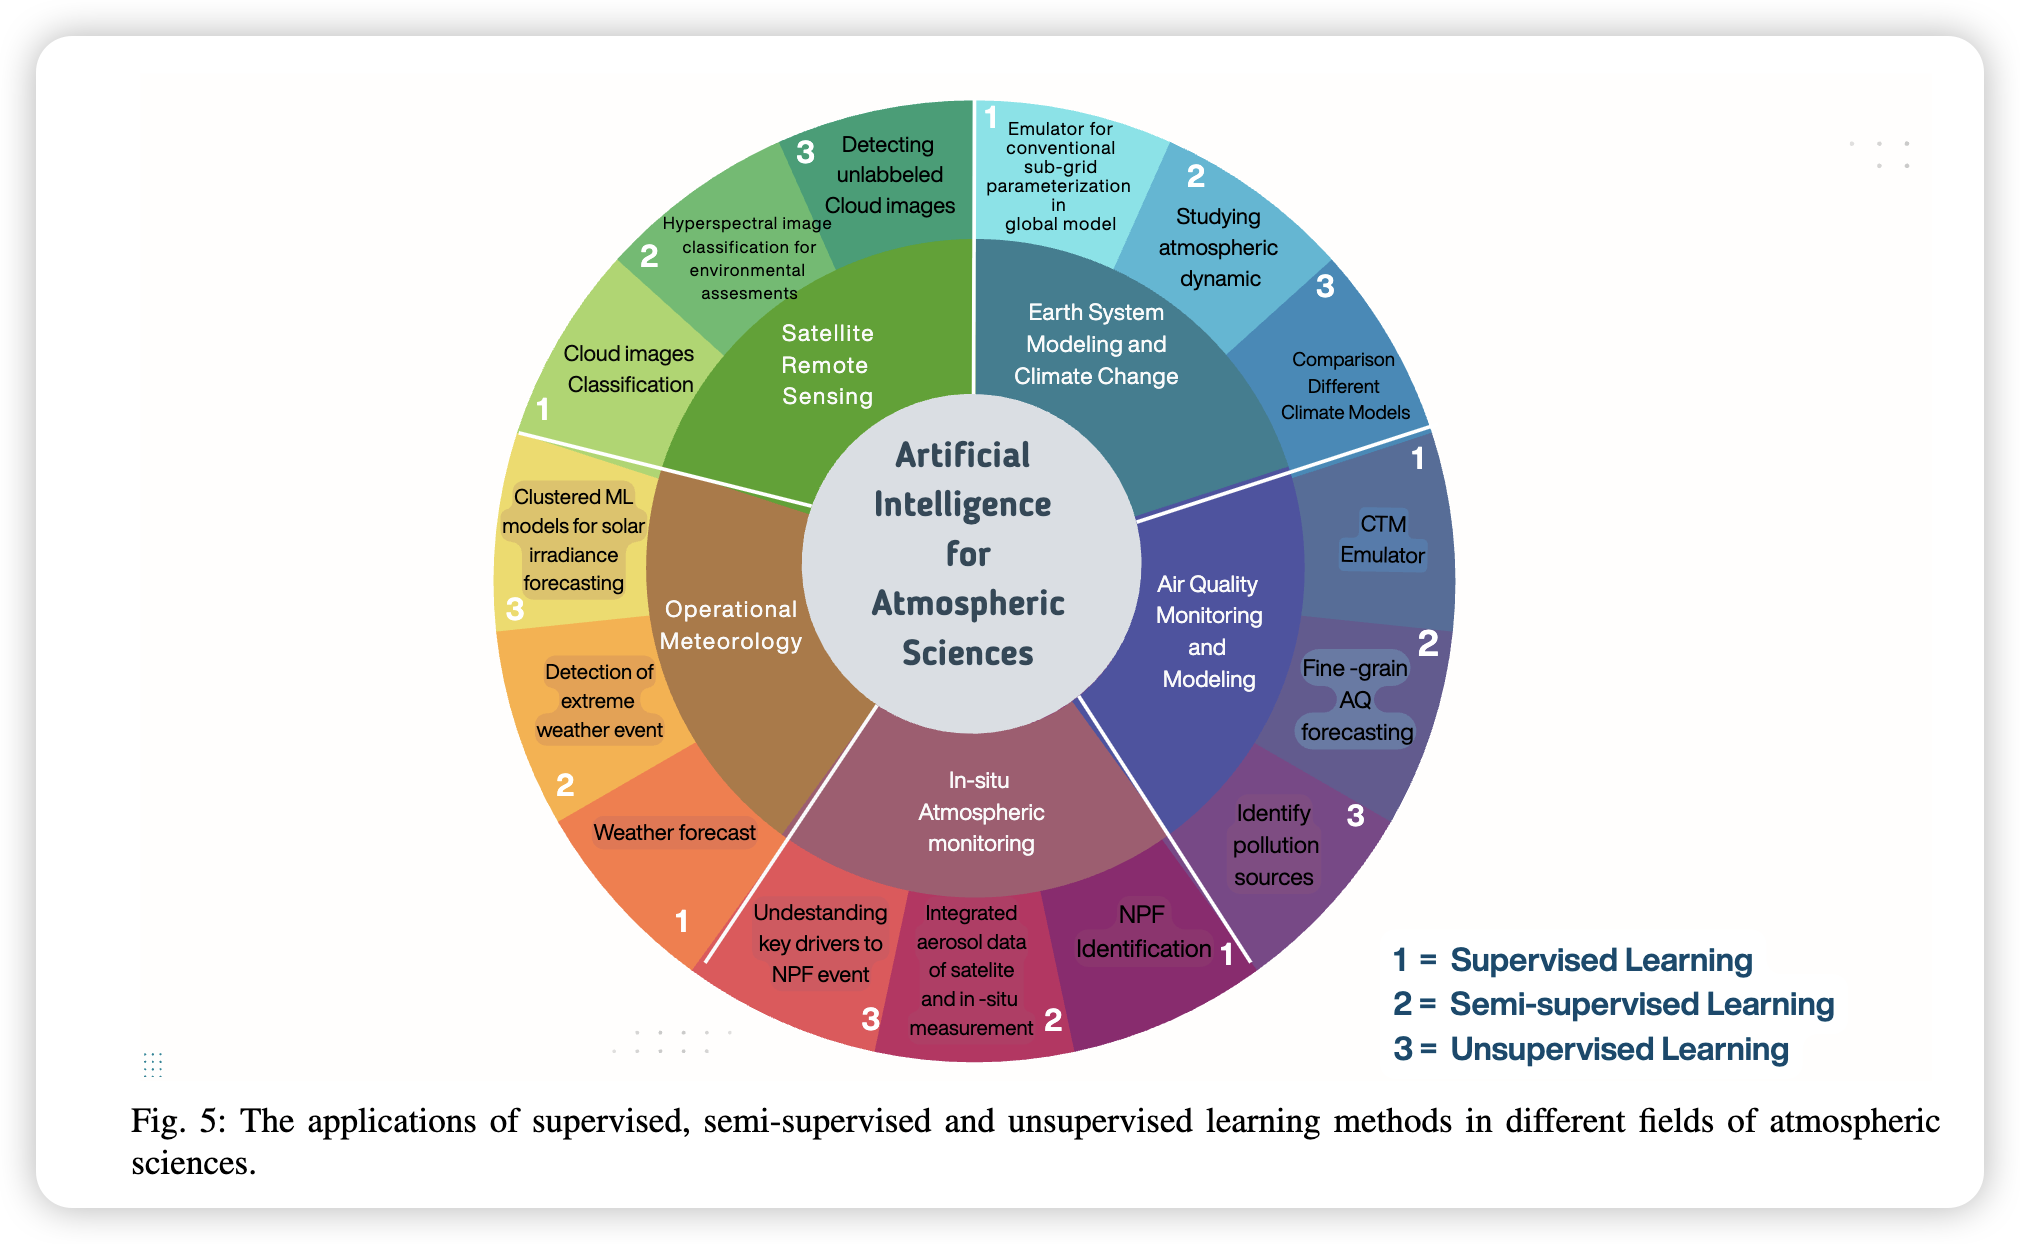 Artificial
Intelligence
for
Atmospheric
Sciences
Earth System
Modeling and
Climate Change
1
Emulator for
conventional
sub-grid
parameterization
in
global model
2
Studying
atmospheric
dynamic
3
Comparison
Different
Climate Models
Air Quality
Monitoring
and
Modeling
1
CTM
Emulator
2
Fine -grain
AQ
forecasting
3
Identify
pollution
sources
In-situ
Atmospheric
monitoring
NPF
Identification
1
Integrated
aerosol data
of satelite
and in -situ
measurement
2
Undestanding
key drivers to
NPF event
3
Operational
Meteorology
Weather forecast
1
Detection of
extreme
weather event
2
Clustered ML
models for solar
irradiance
forecasting
3
Satellite
Remote
Sensing
Cloud images
Classification
1
2
Hyperspectral image
classification for
environmental
assesments
3
Detecting
unlabbeled
Cloud images
1 = Supervised Learning
2 = Semi-supervised Learning
3 = Unsupervised Learning
Fig. 5: The applications of supervised, semi-supervised and unsupervised learning methods in different fields of atmospheric
sciences.